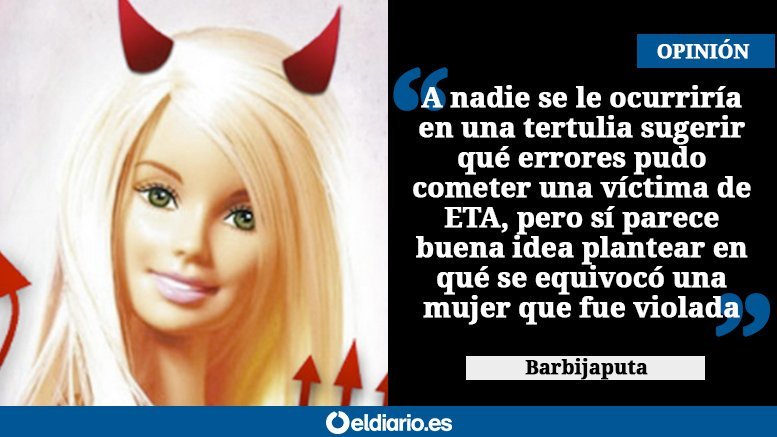 OPINIÓN
“A nadie se le ocurriría
en una tertulia sugerir
qué errores pudo
cometer una víctima de
ETA, pero sí parece
buena idea plantear en
qué se equivocó una
mujer que fue violada”
Barbijaputa
eldiario.es